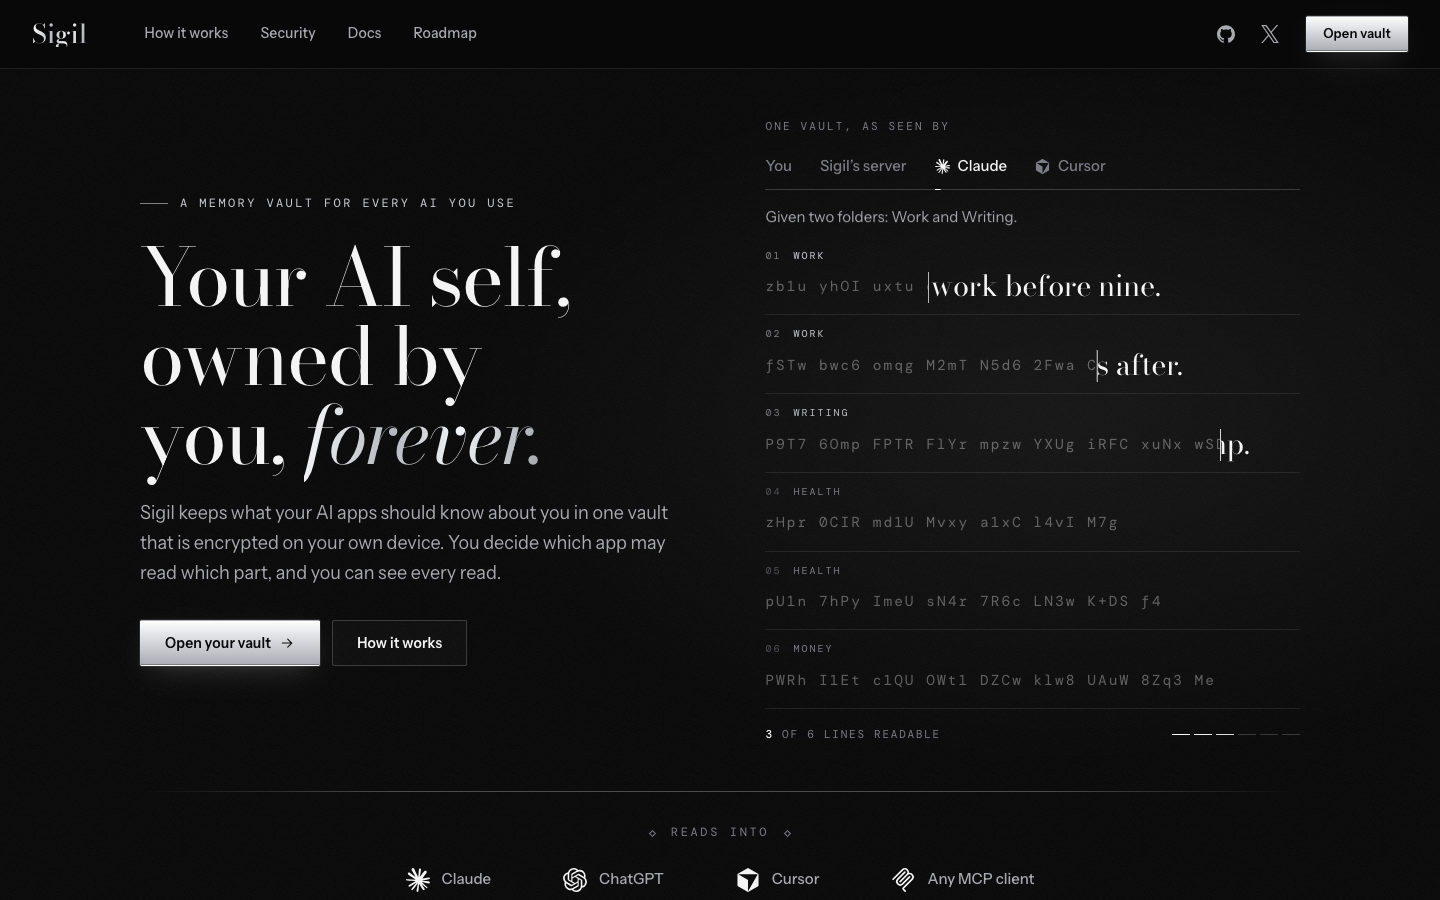 Sigil
How it works
Security
Docs
Roadmap
Open vault
A MEMORY VAULT FOR EVERY AI YOU USE
Your AI self,
owned by
you, forever.
Sigil keeps what your AI apps should know about you in one vault
that is encrypted on your own device. You decide which app may
read which part, and you can see every read.
Open your vault →
How it works
ONE VAULT, AS SEEN BY
You
Sigil's server
Claude
Cursor
Given two folders: Work and Writing.
01 WORK
zblu yhOI uxtu work before nine.
02 WORK
ƒSTw bwc6 omqg M2mT N5d6 2Fwa s after.
03 WRITING
P9T7 6Omp FPTR FlYr mpzw YXUg iRFC xuNx
04 HEALTH
zHpr 0CIR md1U Mvxy a1xC l4vI M7g
05 HEALTH
pUln 7hPy ImeU sN4r 7R6c LN3w K+DS ƒ4
06 MONEY
PWRh I1Et c1QU OWt1 DZCw klw8 UAuW 8Zq3 Me
3 OF 6 LINES READABLE
READS INTO
Claude
ChatGPT
Cursor
Any MCP client